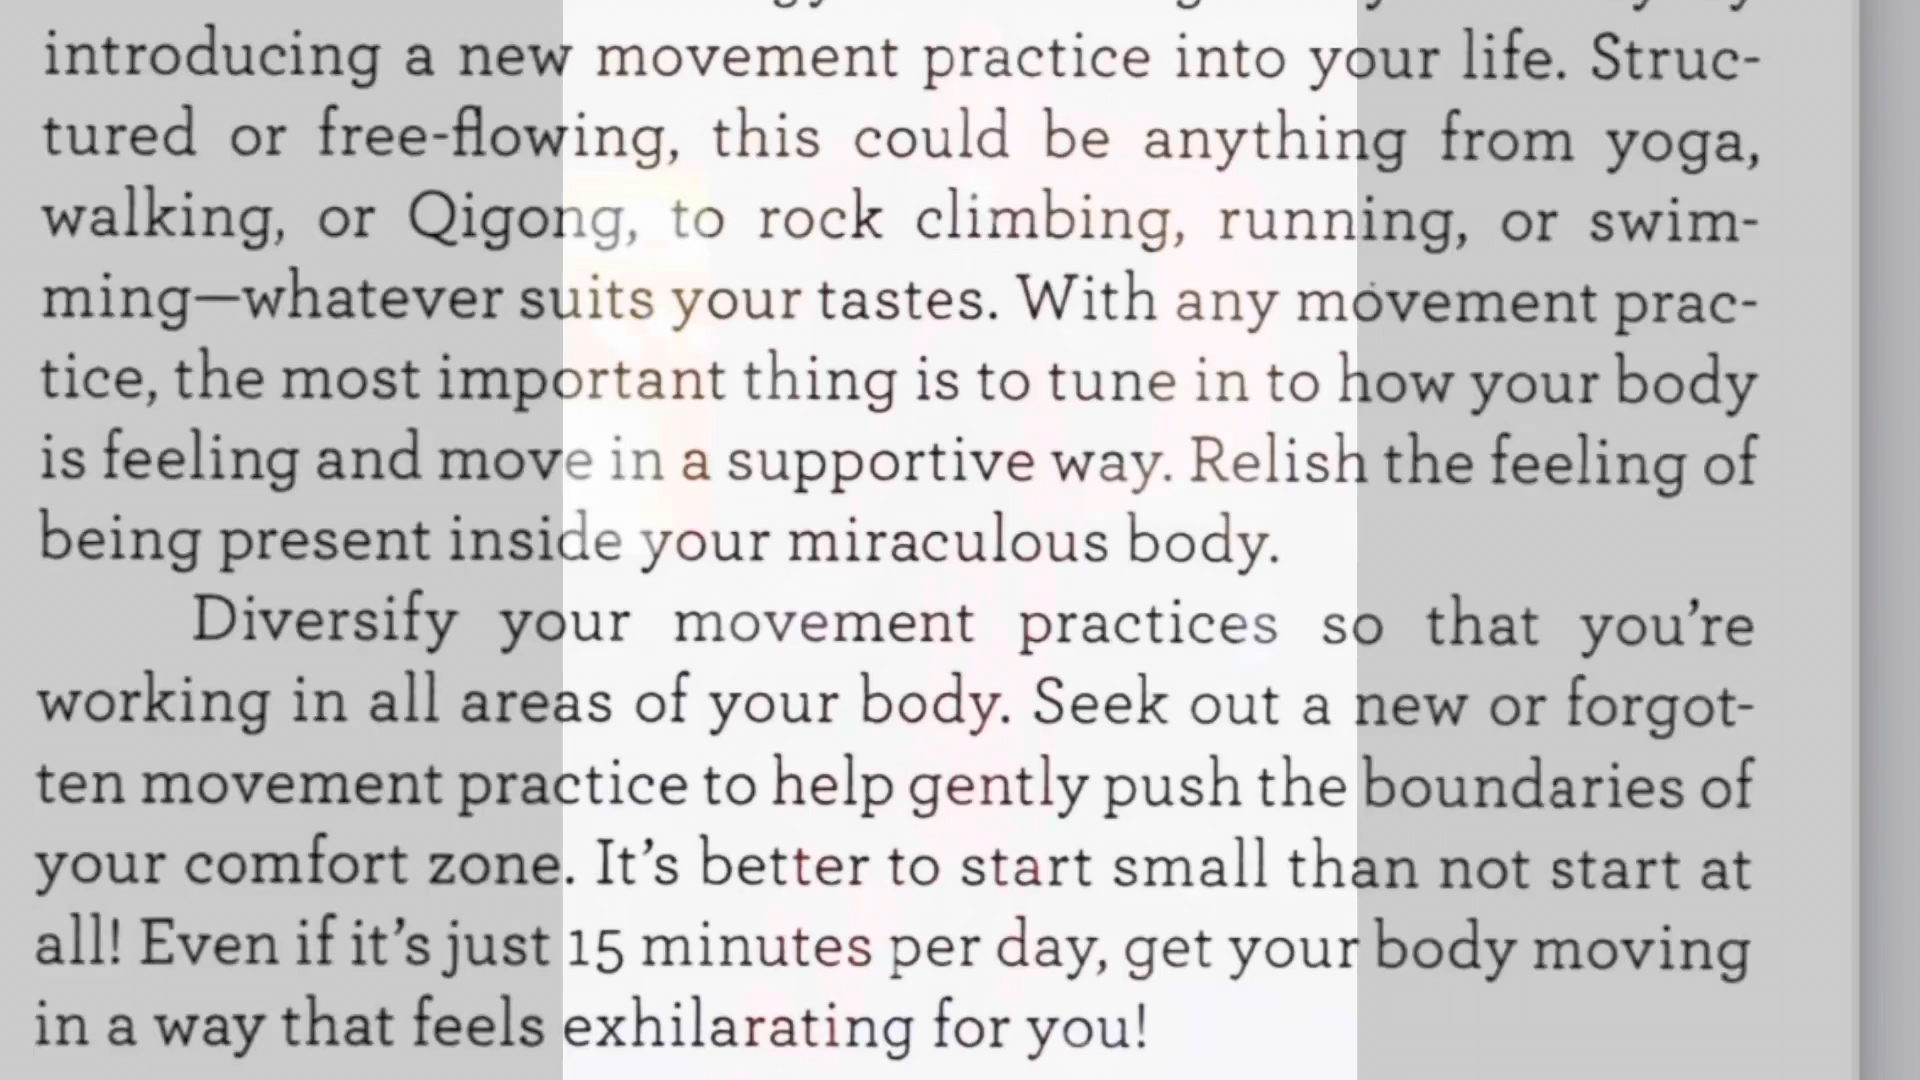 introducing a new movement practice into your life. Struc-
tured or free-flowing, this could be anything from yoga,
walking, or Qigong, to rock climbing, running, or swim-
ming—whatever suits your tastes. With any movement prac-
tice, the most important thing is to tune in to how your body
is feeling and move in a supportive way. Relish the feeling of
being present inside your miraculous body.
Diversify your movement practices so that you’re
working in all areas of your body. Seek out a new or forgot-
ten movement practice to help gently push the boundaries of
your comfort zone. It’s better to start small than not start at
all! Even if it’s just 15 minutes per day, get your body moving
in a way that feels exhilarating for you!